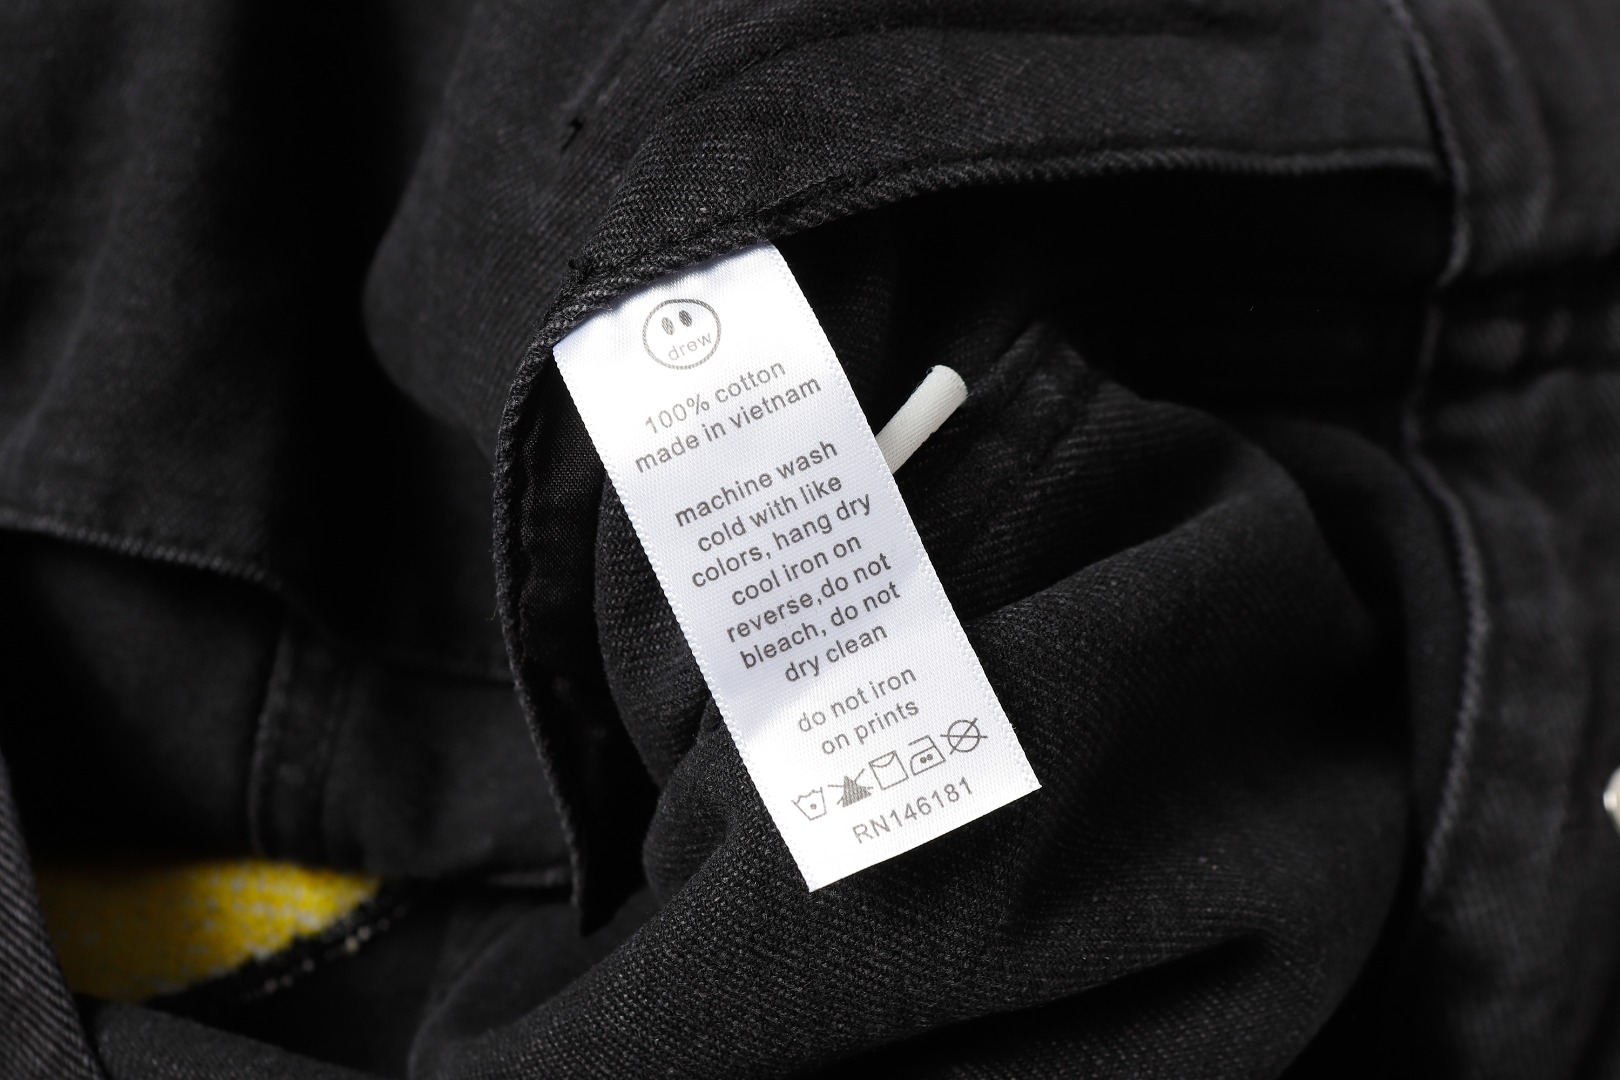 drew
100% cotton
made in vietnam
machine wash
cold with like
colors, hang dry
cool iron on
reverse,do not
bleach, do not
dry clean
do not iron
on prints
RN146181